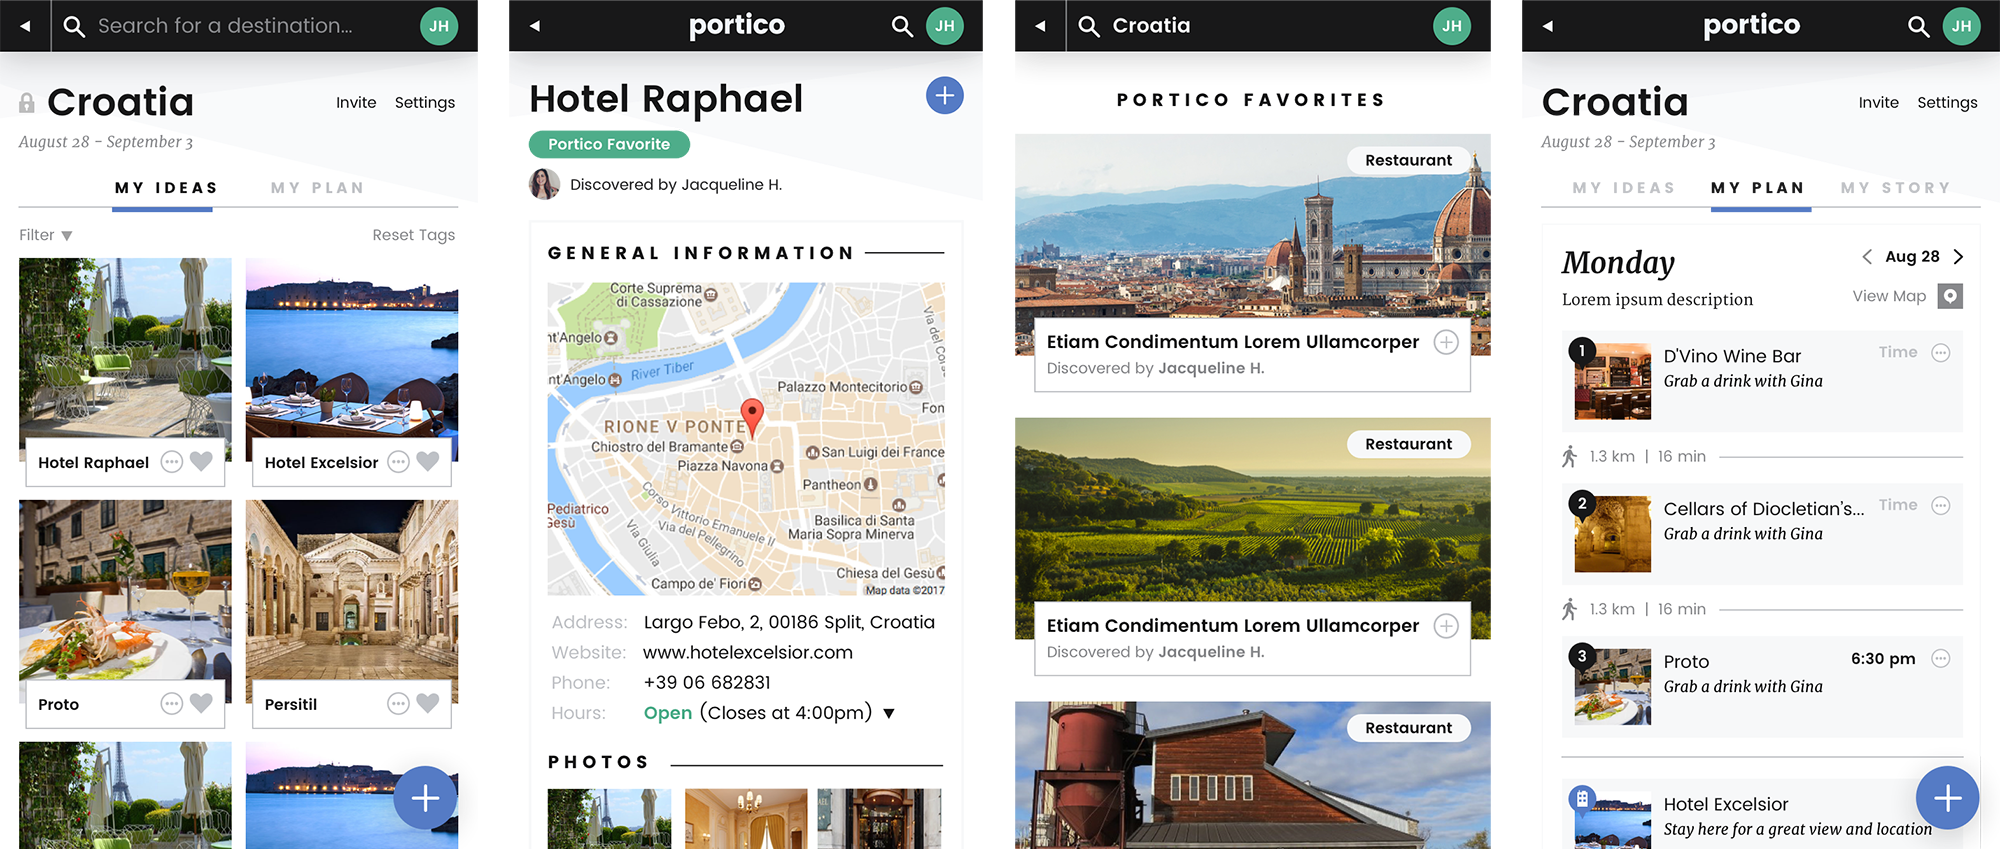 Search for a destination...
JH
Croatia
Invite
Settings
August 28 - September 3
MY IDEAS
MY PLAN
Filter ▼
Reset Tags
Hotel Raphael
Hotel Excelsior
Proto
Persitil
portico
JH
Hotel Raphael
Portico Favorite
Discovered by Jacqueline H.
GENERAL INFORMATION
Corte Suprema
di Cassazione
nt'Angelo
River Tiber
nt'Angelo
Palazzo Montecitorio
Via del Co
Fon
RIONE V PONTE
Chiostro del Bramante
San Luigi dei France
Piazza Navona
Pantheon
Pediatrico
Gesù
Corso Vittorio Emanuele II
Via del Pellegrino
Via Giulia
Basilica di Santa
Maria Sopra Minerva
Campo de' Fiori
Chiesa del Gesù
Map data ©2017
Address: Largo Febo, 2, 00186 Split, Croatia
Website: www.hotelexcelsior.com
Phone: +39 06 682831
Hours: Open (Closes at 4:00pm) ▼
PHOTOS
Croatia
JH
PORTICO FAVORITES
Restaurant
Etiam Condimentum Lorem Ullamcorper
Discovered by Jacqueline H.
Restaurant
Etiam Condimentum Lorem Ullamcorper
Discovered by Jacqueline H.
Restaurant
portico
JH
Croatia
Invite
Settings
August 28 - September 3
MY IDEAS
MY PLAN
MY STORY
Monday
Aug 28
Lorem ipsum description
View Map
1
D'Vino Wine Bar
Time
Grab a drink with Gina
1.3 km | 16 min
2
Cellars of Diocletian's...
Time
Grab a drink with Gina
1.3 km | 16 min
3
Proto
6:30 pm
Grab a drink with Gina
Hotel Excelsior
Stay here for a great view and location